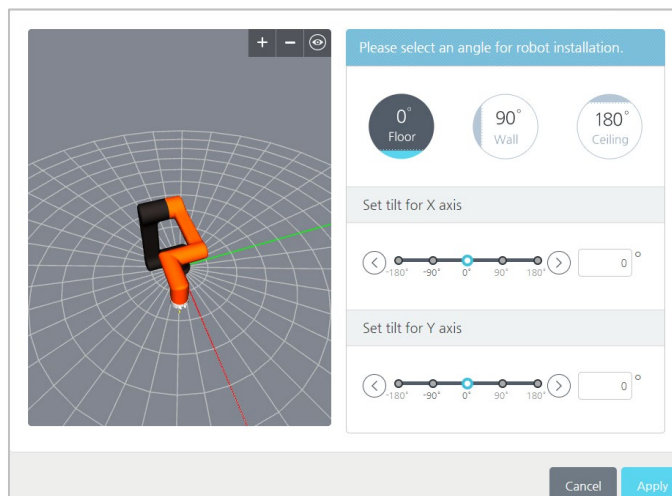 + −
Please select an angle for robot installation.
0° 90° 180°
Floor Wall Ceiling
Set tilt for X axis
-180° -90° 0° 90° 180° 0 °
Set tilt for Y axis
-180° -90° 0° 90° 180° 0 °
Cancel Apply